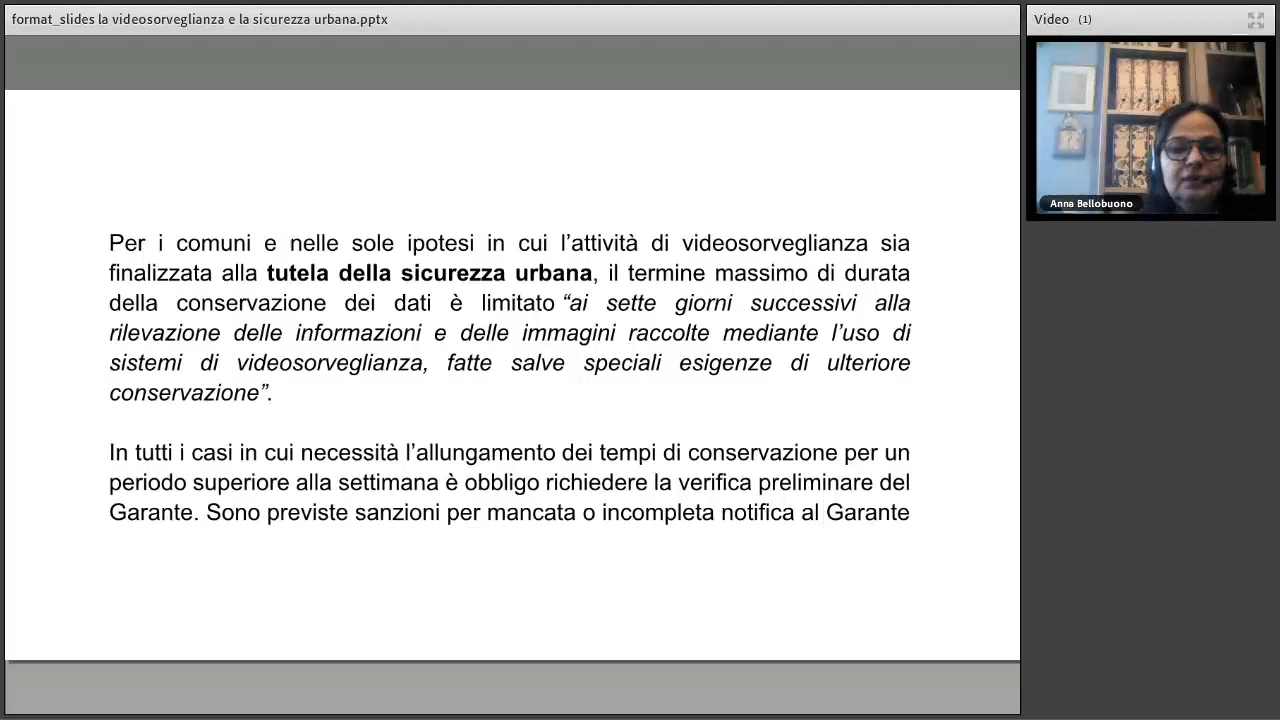 format_slides la videosorveglianza e la sicurezza urbana.pptx
Video (1)
Anna Bellobuono
Per i comuni e nelle sole ipotesi in cui l’attività di videosorveglianza sia
finalizzata alla tutela della sicurezza urbana, il termine massimo di durata
della conservazione dei dati è limitato “ai sette giorni successivi alla
rilevazione delle informazioni e delle immagini raccolte mediante l’uso di
sistemi di videosorveglianza, fatte salve speciali esigenze di ulteriore
conservazione”.
In tutti i casi in cui necessità l’allungamento dei tempi di conservazione per un
periodo superiore alla settimana è obbligo richiedere la verifica preliminare del
Garante. Sono previste sanzioni per mancata o incompleta notifica al Garante